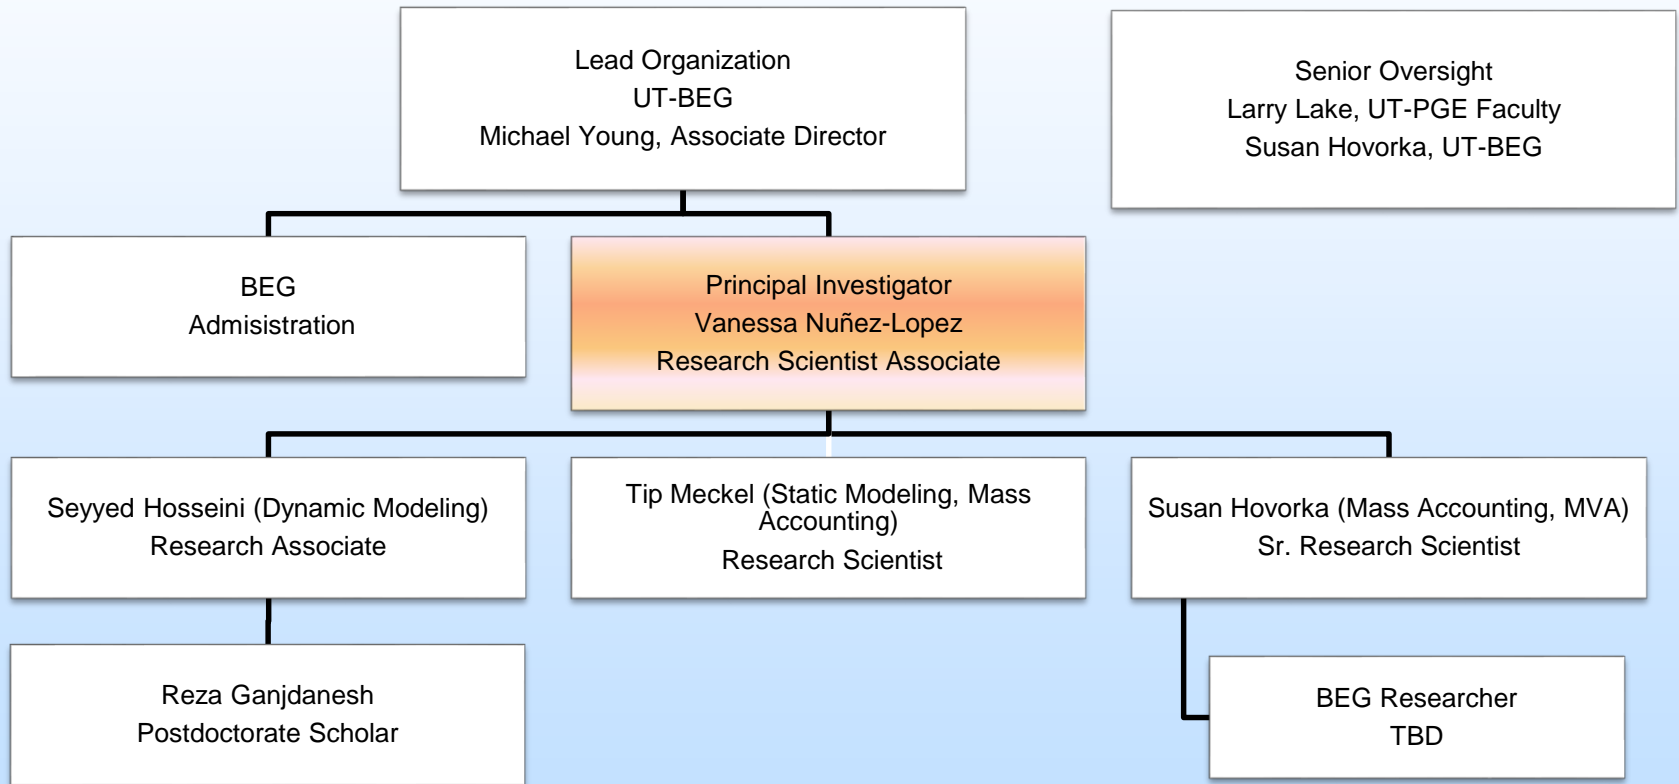 Lead Organization
UT-BEG
Michael Young, Associate Director
Senior Oversight
Larry Lake, UT-PGE Faculty
Susan Hovorka, UT-BEG
BEG
Admisistration
Principal Investigator
Vanessa Nuñez-Lopez
Research Scientist Associate
Seyyed Hosseini (Dynamic Modeling)
Research Associate
Tip Meckel (Static Modeling, Mass
Accounting)
Research Scientist
Susan Hovorka (Mass Accounting, MVA)
Sr. Research Scientist
Reza Ganjdanesh
Postdoctorate Scholar
BEG Researcher
TBD